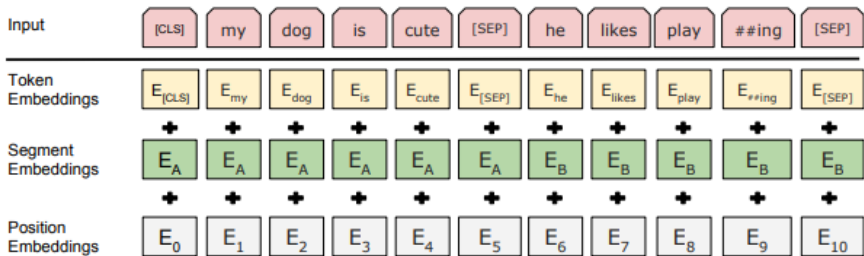 Input [CLS] my dog is cute [SEP] he likes play ##ing [SEP]
Token
Embeddings E[CLS] Emy Edog Eis Ecute E[SEP] Ehe Elikes Eplay E##ing E[SEP]
+ + + + + + + + + + +
Segment
Embeddings EA EA EA EA EA EA EB EB EB EB EB
+ + + + + + + + + + +
Position
Embeddings E0 E1 E2 E3 E4 E5 E6 E7 E8 E9 E10